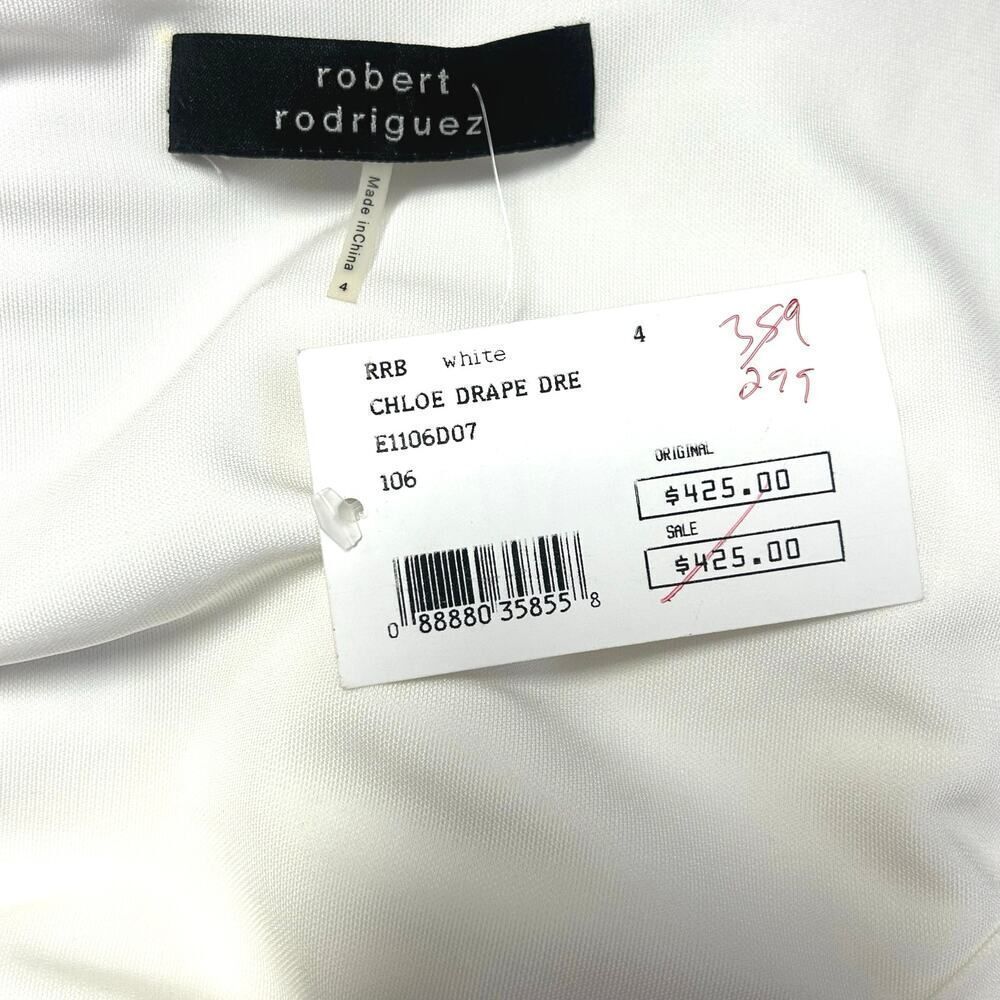 robert
rodriguez
Made in China
4
RRB white 4
CHLOE DRAPE DRE
E1106D07
106
359
299
ORIGINAL
$425.00
SALE
$425.00
0 88880 35855 8